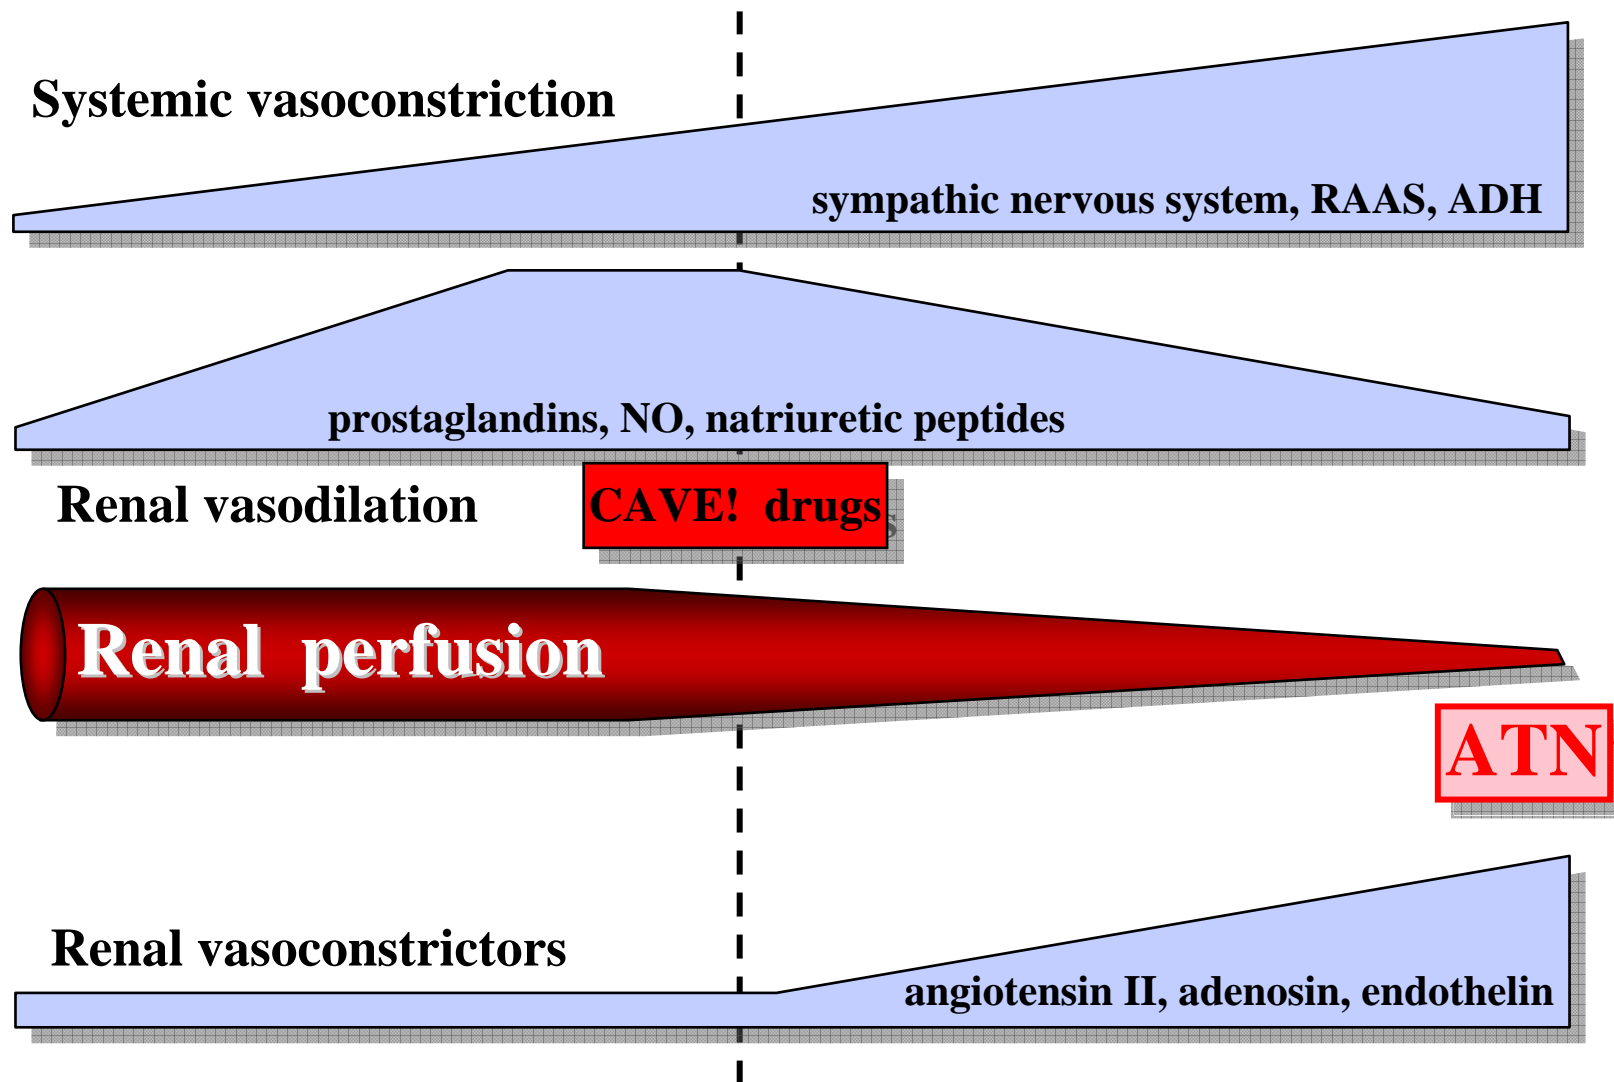 Systemic vasoconstriction
sympathic nervous system, RAAS, ADH
prostaglandins, NO, natriuretic peptides
Renal vasodilation
CAVE! drugs
Renal perfusion
ATN
Renal vasoconstrictors
angiotensin II, adenosin, endothelin